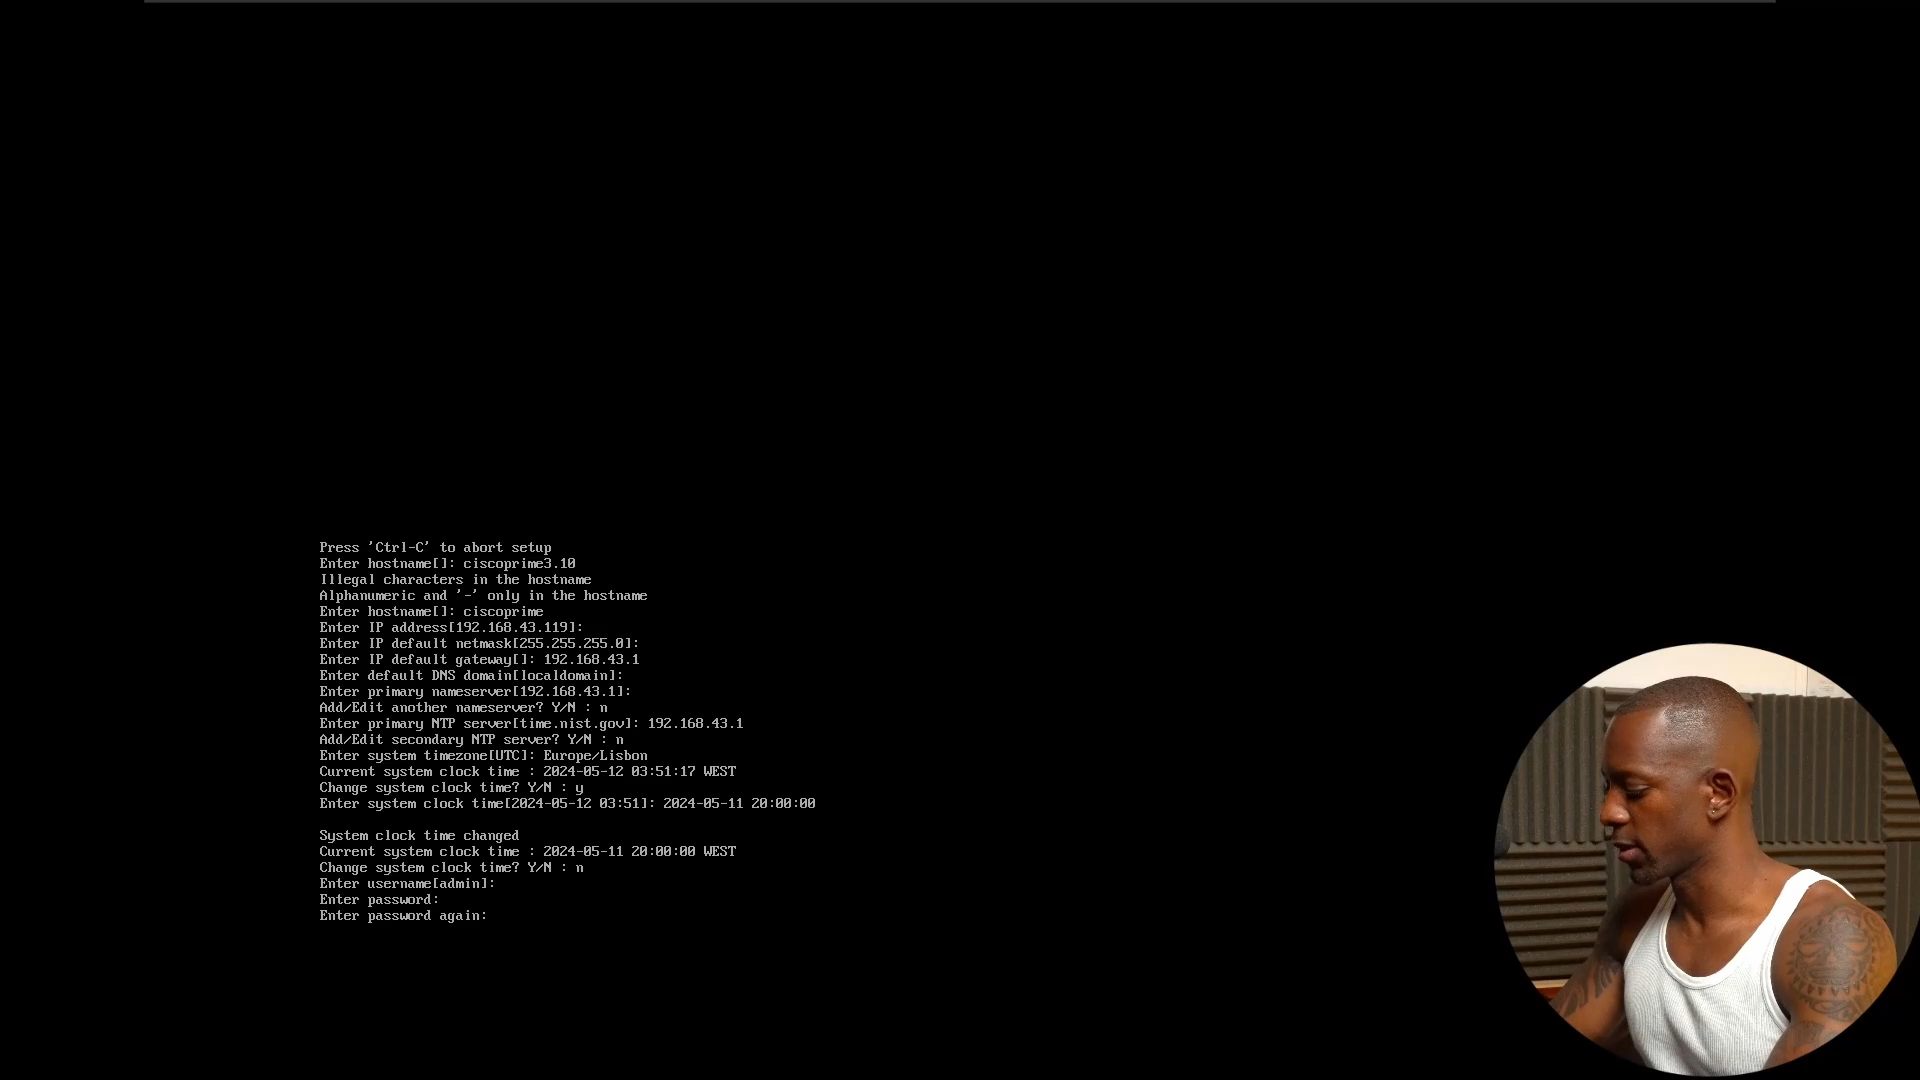 Press 'Ctrl-C' to abort setup
Enter hostname[]: ciscoprime3.10
Illegal characters in the hostname
Alphanumeric and '-' only in the hostname
Enter hostname[]: ciscoprime
Enter IP address[192.168.43.119]:
Enter IP default netmask[255.255.255.0]:
Enter IP default gateway[]: 192.168.43.1
Enter default DNS domain[localdomain]:
Enter primary nameserver[192.168.43.1]:
Add/Edit another nameserver? Y/N : n
Enter primary NTP server[time.nist.gov]: 192.168.43.1
Add/Edit secondary NTP server? Y/N : n
Enter system timezone[UTC]: Europe/Lisbon
Current system clock time : 2024-05-12 03:51:17 WEST
Change system clock time? Y/N : y
Enter system clock time[2024-05-12 03:51]: 2024-05-11 20:00:00
System clock time changed
Current system clock time : 2024-05-11 20:00:00 WEST
Change system clock time? Y/N : n
Enter username[admin]:
Enter password:
Enter password again: